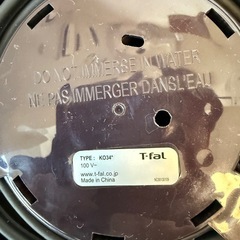 DO NOT IMMERSE IN WATER
NE PAS IMMERGER DANS L'EAU
T-fal
TYPE : KO34*
100 V~
www.t-fal.co.jp
Made in China